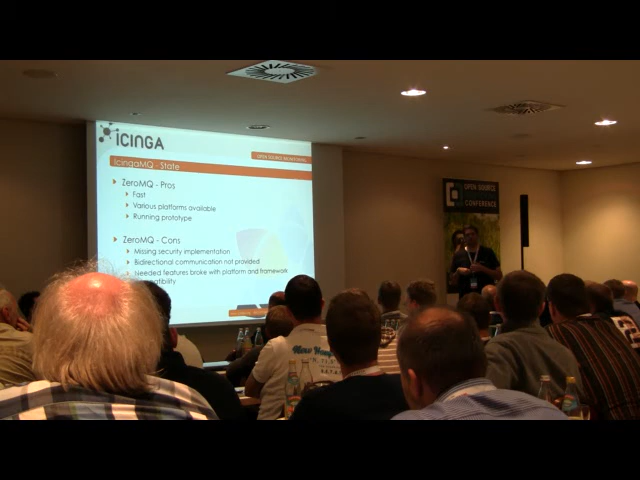 ICINGA
OPEN SOURCE MONITORING
IcingaMQ - State
ZeroMQ - Pros
Fast
Various platforms available
Running prototype
ZeroMQ - Cons
Missing security implementation
Bidirectional communication not provided
Needed features broke with platform and framework
OPEN SOURCE
CONFERENCE